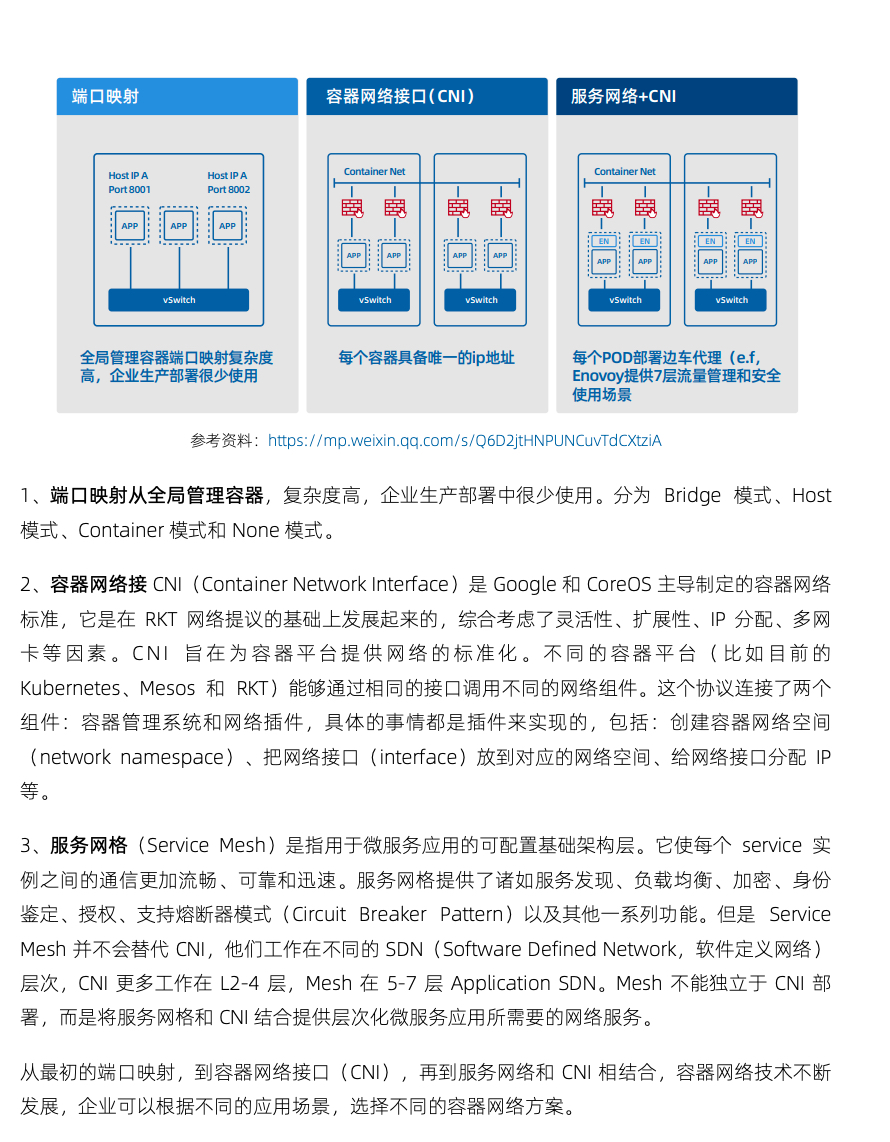 端口映射
Host IP A
Port 8001
Host IP A
Port 8002
APP
APP
APP
vSwitch
全局管理容器端口映射复杂度
高，企业生产部署很少使用
容器网络接口（CNI）
Container Net
APP
APP
APP
APP
vSwitch
vSwitch
每个容器具备唯一的ip地址
服务网络+CNI
Container Net
EN
EN
EN
EN
APP
APP
APP
APP
vSwitch
vSwitch
每个POD部署边车代理（e.f,
Enovoy提供7层流量管理和安全
使用场景
参考资料：https://mp.weixin.qq.com/s/Q6D2jtHNPUNCuvTdCXtziA
1、端口映射从全局管理容器，复杂度高，企业生产部署中很少使用。分为 Bridge 模式、Host
模式、Container 模式和 None 模式。
2、容器网络接 CNI（Container Network Interface）是 Google 和 CoreOS 主导制定的容器网络
标准，它是在 RKT 网络提议的基础上发展起来的，综合考虑了灵活性、扩展性、IP 分配、多网
卡等因素。CNI 旨在为容器平台提供网络的标准化。不同的容器平台（比如目前的
Kubernetes、Mesos 和 RKT）能够通过相同的接口调用不同的网络组件。这个协议连接了两个
组件：容器管理系统和网络插件，具体的事情都是插件来实现的，包括：创建容器网络空间
（network namespace）、把网络接口（interface）放到对应的网络空间、给网络接口分配 IP
等。
3、服务网格（Service Mesh）是指用于微服务应用的可配置基础架构层。它使每个 service 实
例之间的通信更加流畅、可靠和迅速。服务网格提供了诸如服务发现、负载均衡、加密、身份
鉴定、授权、支持熔断器模式（Circuit Breaker Pattern）以及其他一系列功能。但是 Service
Mesh 并不会替代 CNI，他们工作在不同的 SDN（Software Defined Network，软件定义网络）
层次，CNI 更多工作在 L2-4 层，Mesh 在 5-7 层 Application SDN。Mesh 不能独立于 CNI 部
署，而是将服务网格和 CNI 结合提供层次化微服务应用所需要的网络服务。
从最初的端口映射，到容器网络接口（CNI），再到服务网络和 CNI 相结合，容器网络技术不断
发展，企业可以根据不同的应用场景，选择不同的容器网络方案。